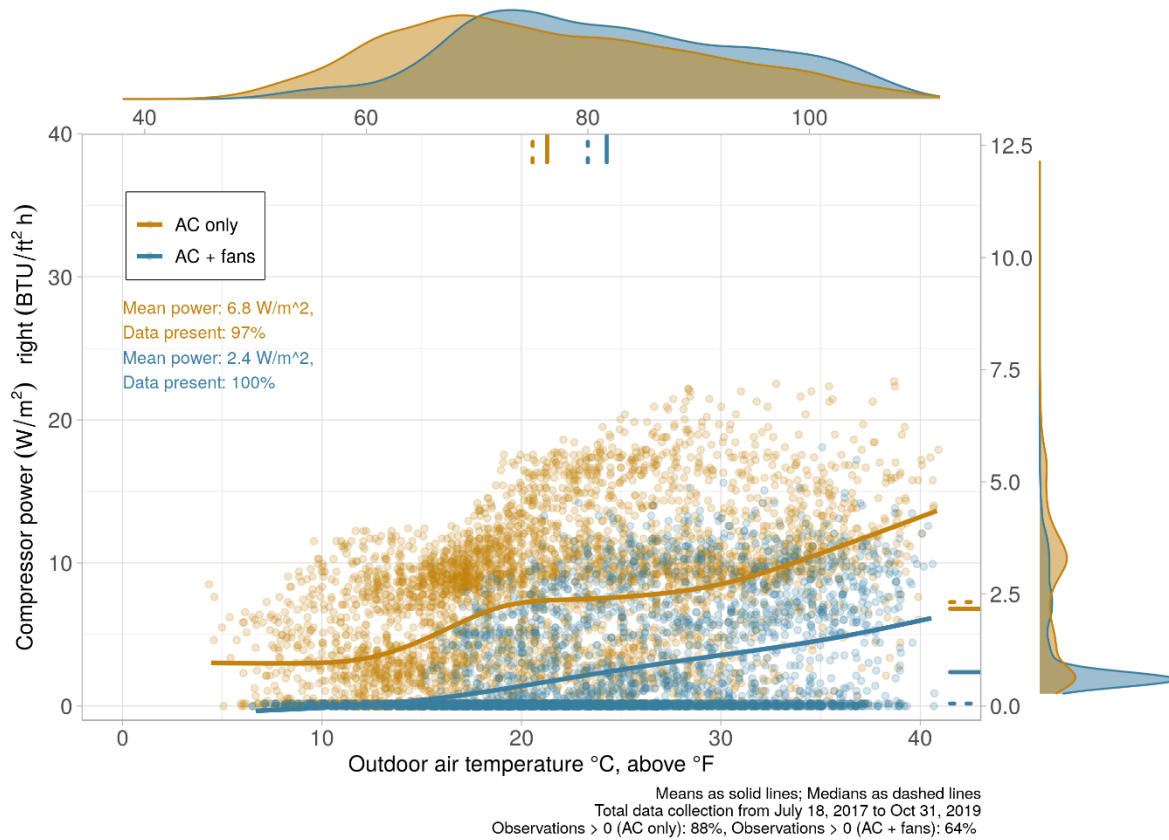 40 60 80 100
40
30
20
10
0
12.5
10.0
7.5
5.0
2.5
0.0
Compressor power (W/m²) right (BTU/ft² h)
AC only
AC + fans
Mean power: 6.8 W/m^2,
Data present: 97%
Mean power: 2.4 W/m^2,
Data present: 100%
0 10 20 30 40
Outdoor air temperature °C, above °F
Means as solid lines; Medians as dashed lines
Total data collection from July 18, 2017 to Oct 31, 2019
Observations > 0 (AC only): 88%, Observations > 0 (AC + fans): 64%